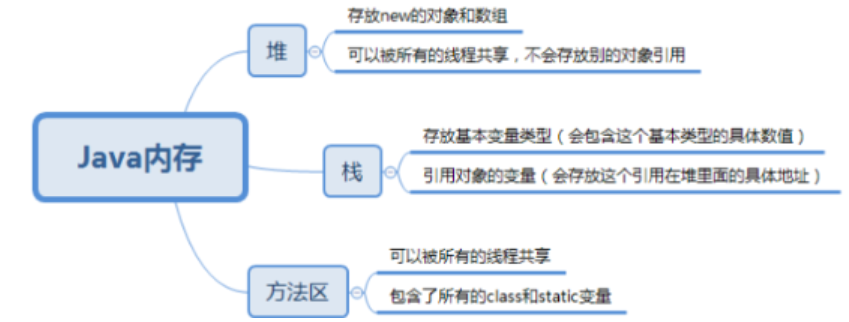 Java内存
堆
存放new的对象和数组
可以被所有的线程共享，不会存放别的对象引用
栈
存放基本变量类型（会包含这个基本类型的具体数值）
引用对象的变量（会存放这个引用在堆里面的具体地址）
方法区
可以被所有的线程共享
包含了所有的class和static变量